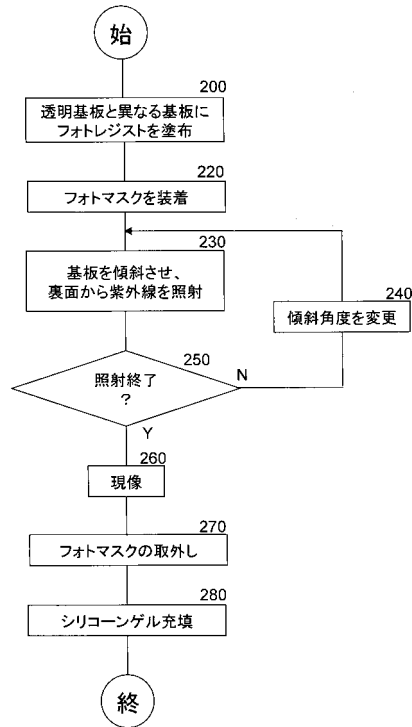 始
200
透明基板と異なる基板に
フォトレジストを塗布
220
フォトマスクを装着
230
基板を傾斜させ、
裏面から紫外線を照射
240
傾斜角度を変更
250
照射終了
?
N
Y
260
現像
270
フォトマスクの取外し
280
シリコーンゲル充填
終